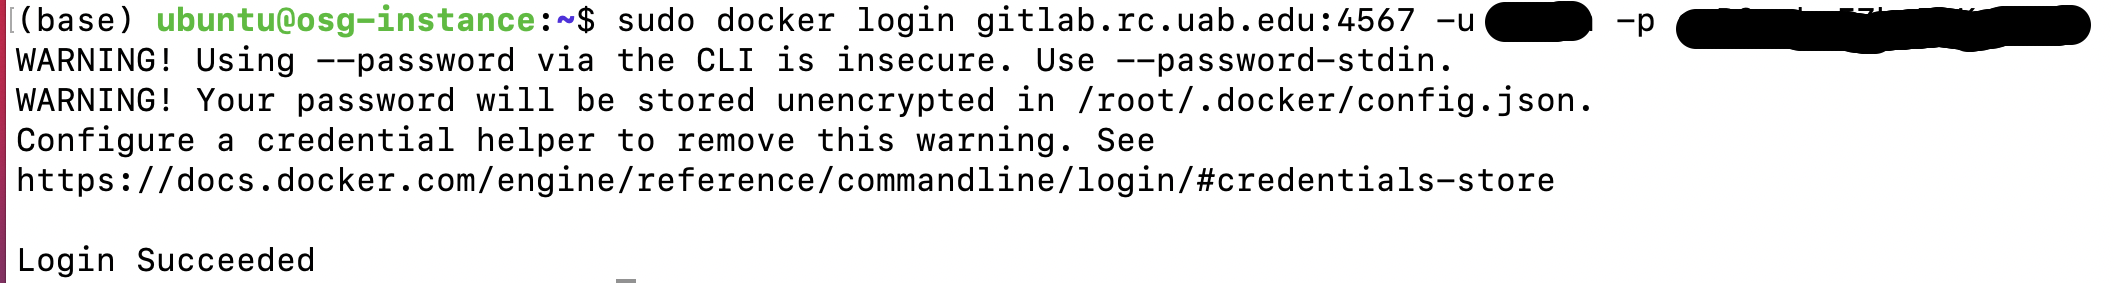 (base) ubuntu@osg-instance:~$ sudo docker login gitlab.rc.uab.edu:4567 -u -p
WARNING! Using --password via the CLI is insecure. Use --password-stdin.
WARNING! Your password will be stored unencrypted in /root/.docker/config.json.
Configure a credential helper to remove this warning. See
https://docs.docker.com/engine/reference/commandline/login/#credentials-store
Login Succeeded